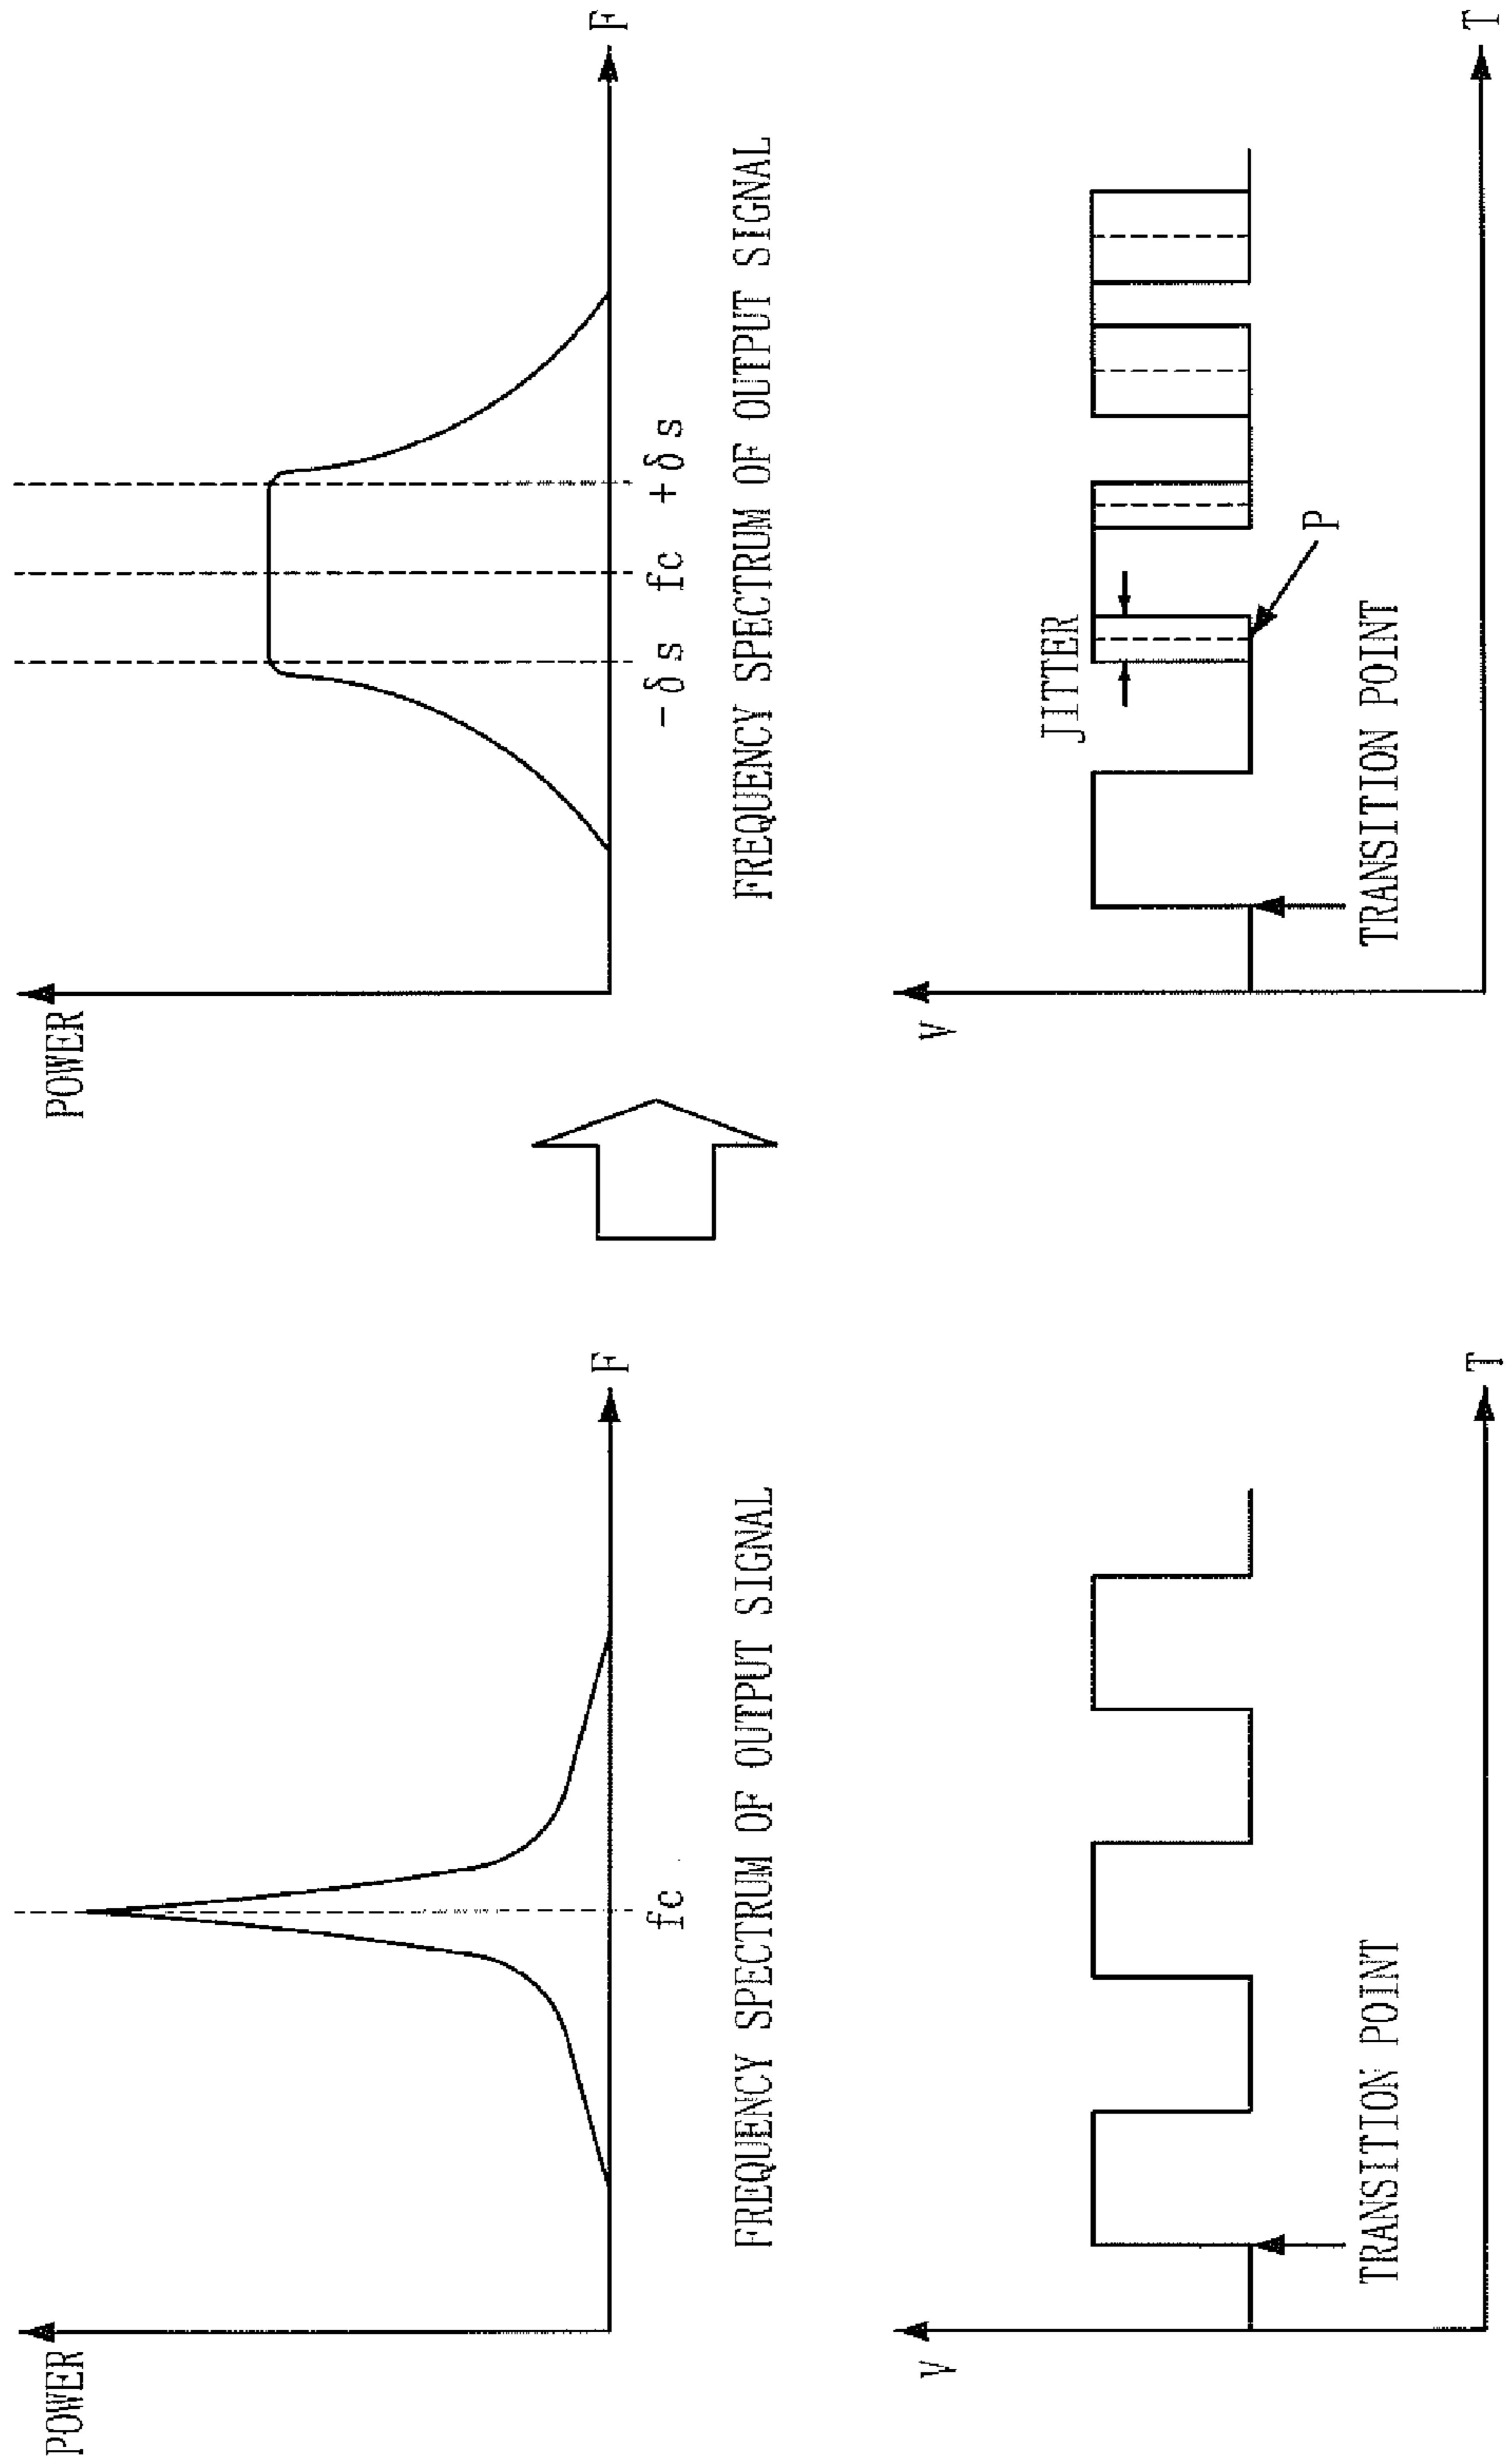 POWER
F
fc
FREQUENCY SPECTRUM OF OUTPUT SIGNAL
V
TRANSITION POINT
T
POWER
F
-δs fc +δs
FREQUENCY SPECTRUM OF OUTPUT SIGNAL
V
JITTER
P
TRANSITION POINT
T